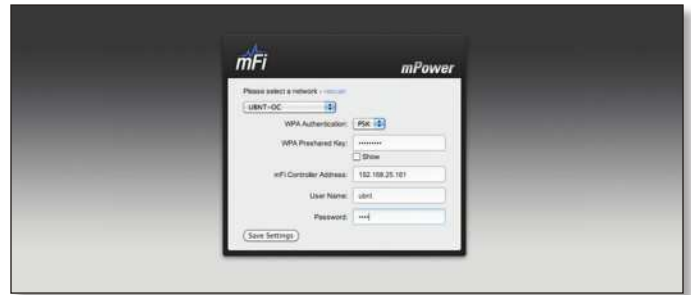 mFi
mPower
Please select a network - rescan
UBNT-OC
WPA Authentication: PSK
WPA Preshared Key: •••••••••
Show
mFi Controller Address: 192.168.25.161
User Name: ubnt
Password: ••••
Save Settings